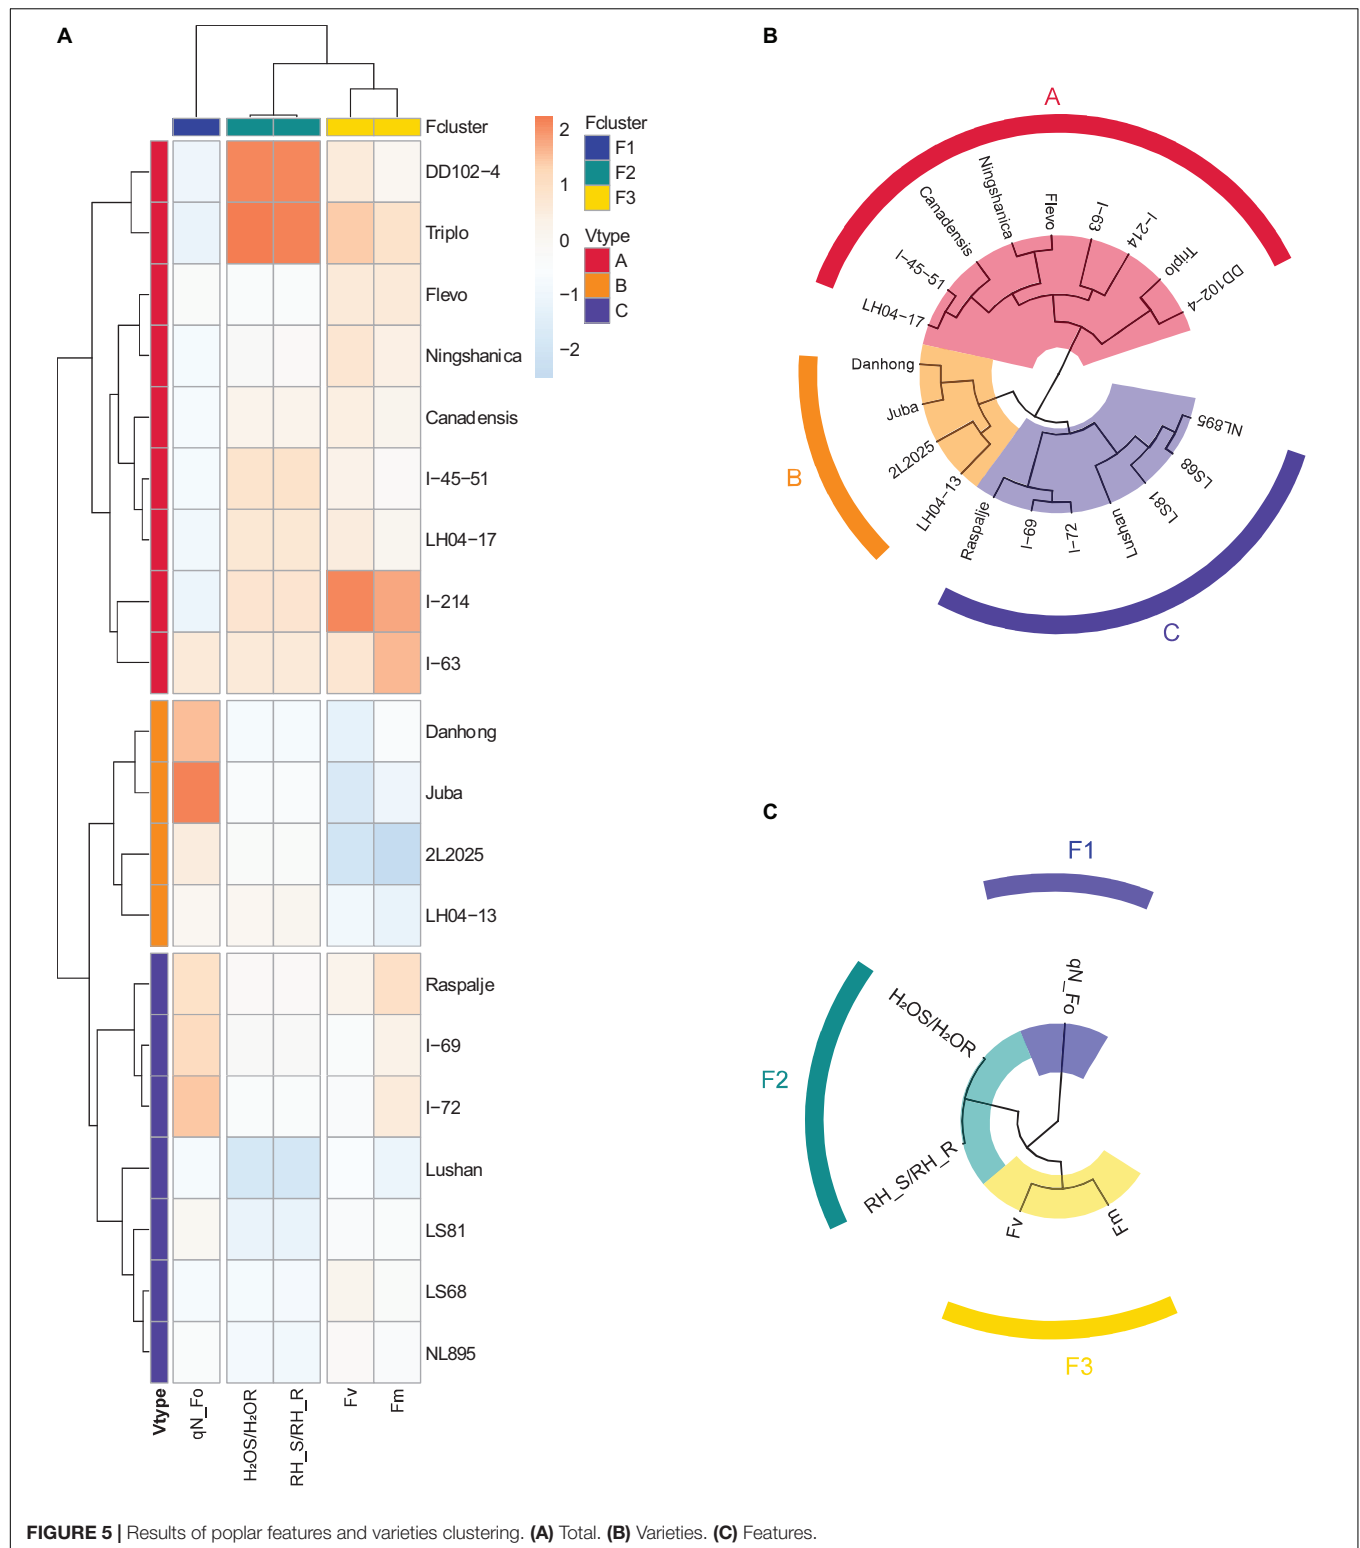 A
Fcluster
DD102−4
Triplo
Flevo
Ningshanica
Canadensis
I−45−51
LH04−17
I−214
I−63
Danhong
Juba
2L2025
LH04−13
Raspalje
I−69
I−72
Lushan
LS81
LS68
NL895
Vtype
qN_Fo
H₂OS/H₂OR
RH_S/RH_R
Fv
Fm
2
1
0
−1
−2
Fcluster
F1
F2
F3
Vtype
A
B
C
B
A
LH04−17
I−45−51
Canadensis
Ningshanica
Flevo
I−63
I−214
Triplo
DD102−4
B
Danhong
Juba
2L2025
LH04−13
Raspalje
I−69
I−72
Lushan
LS81
LS68
NL895
C
C
F1
qN_Fo
H₂OS/H₂OR
F2
RH_S/RH_R
Fv
Fm
F3
FIGURE 5 | Results of poplar features and varieties clustering. (A) Total. (B) Varieties. (C) Features.